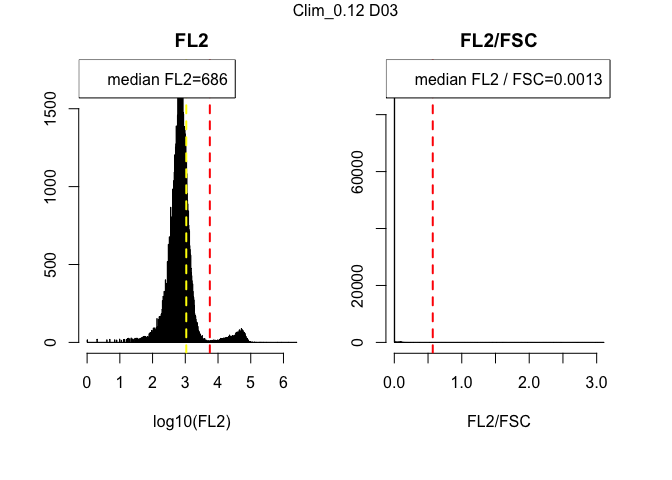 Clim_0.12 D03
FL2
median FL2=686
0
500
1000
1500
0 1 2 3 4 5 6
log10(FL2)
FL2/FSC
median FL2 / FSC=0.0013
0
20000
60000
0.0 1.0 2.0 3.0
FL2/FSC